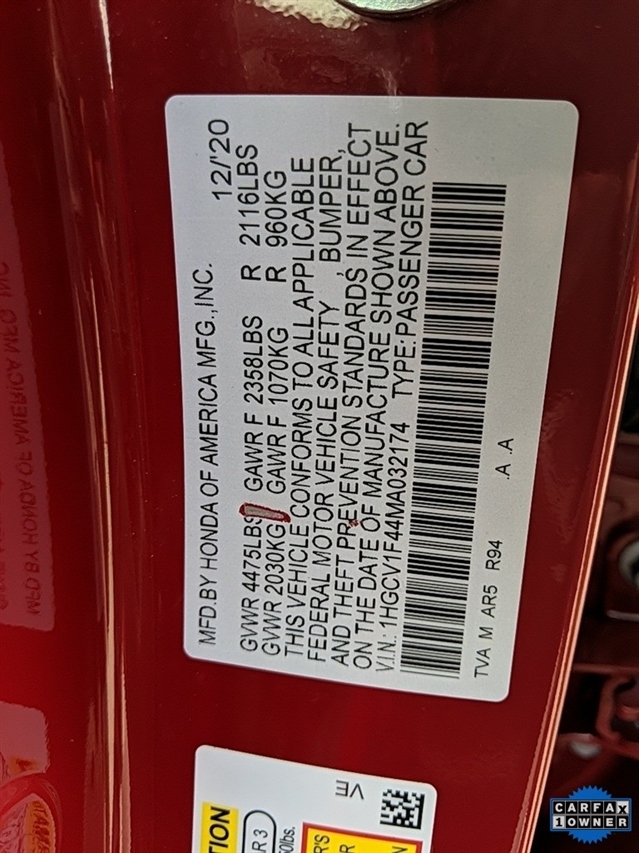 MFD.BY HONDA OF AMERICA MFG.,INC. 12/'20
GVWR 4475LBS GAWR F 2358LBS R 2116LBS
GVWR 2030KG GAWR F 1070KG R 960KG
THIS VEHICLE CONFORMS TO ALL APPLICABLE
FEDERAL MOTOR VEHICLE SAFETY , BUMPER,
AND THEFT PREVENTION STANDARDS IN EFFECT
ON THE DATE OF MANUFACTURE SHOWN ABOVE.
V.I.N.: 1HGCV1F44MA032174 TYPE:PASSENGER CAR
TVA M AR5 R94 .A .A
CARFAX
1 OWNER